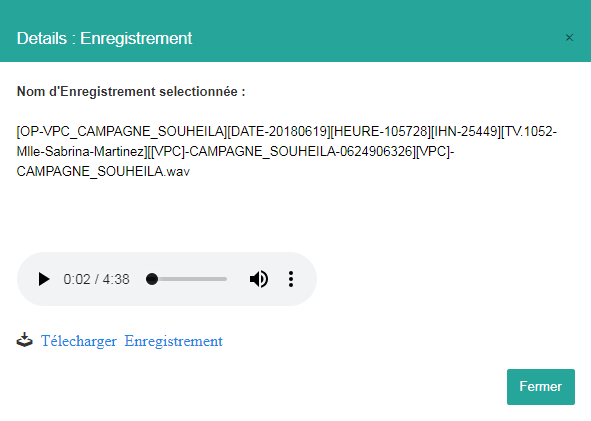 Details : Enregistrement
×
Nom d'Enregistrement selectionnée :
[OP-VPC_CAMPAGNE_SOUHEILA][DATE-20180619][HEURE-105728][IHN-25449][TV.1052-
Mlle-Sabrina-Martinez][[VPC]-CAMPAGNE_SOUHEILA-0624906326][VPC]-
CAMPAGNE_SOUHEILA.wav
0:02 / 4:38
Télecharger Enregistrement
Fermer